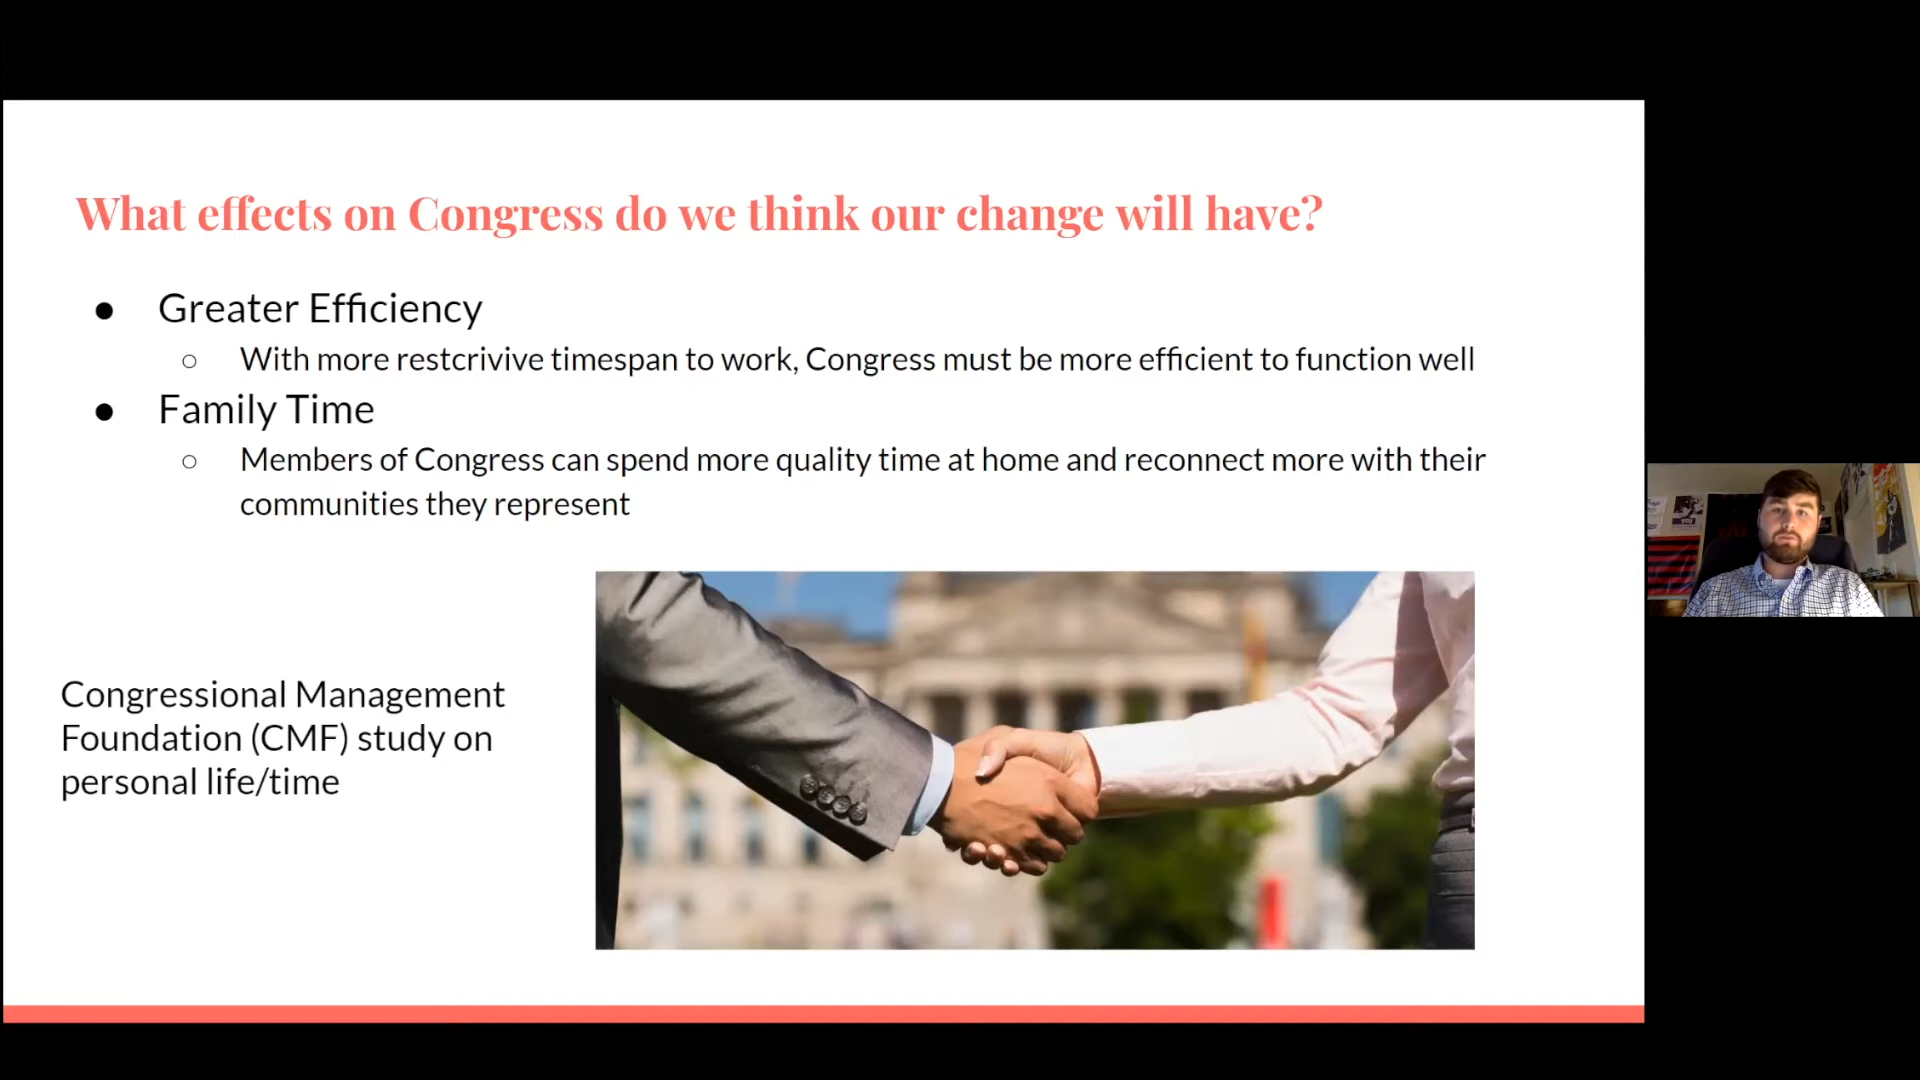 What effects on Congress do we think our change will have?
● Greater Efficiency
○ With more restcrivive timespan to work, Congress must be more efficient to function well
● Family Time
○ Members of Congress can spend more quality time at home and reconnect more with their
communities they represent
Congressional Management
Foundation (CMF) study on
personal life/time